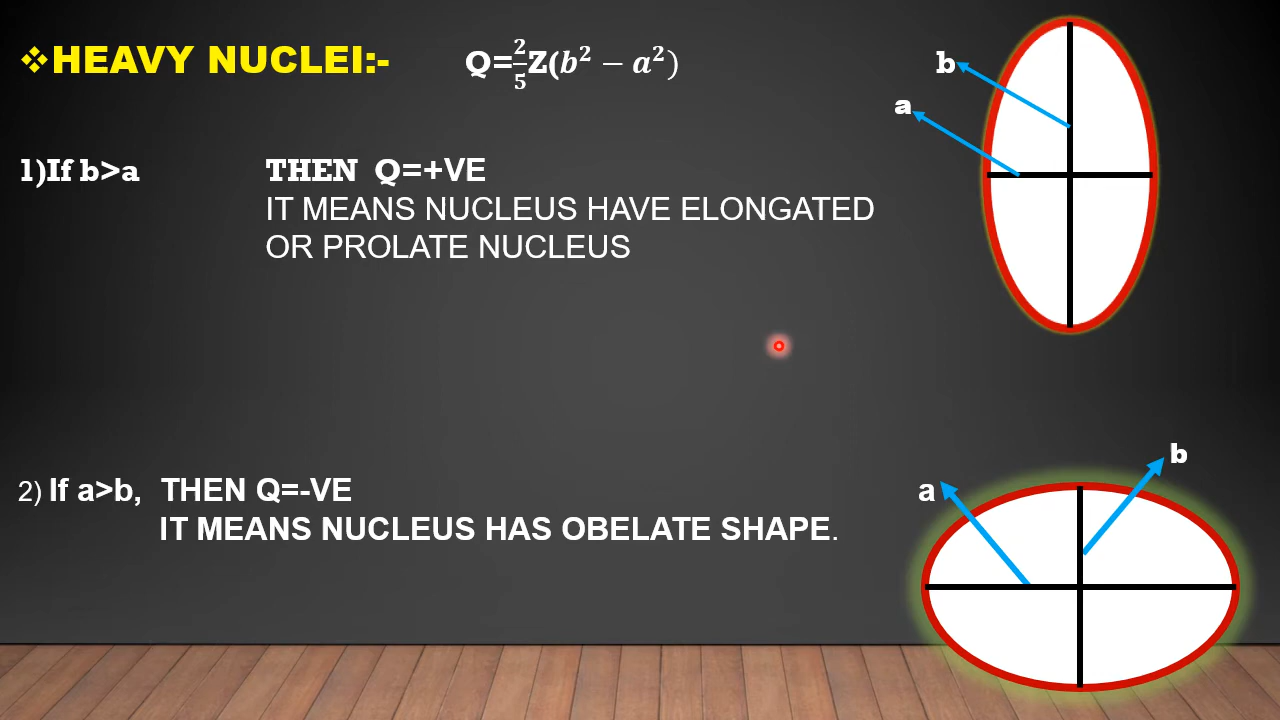 ❖HEAVY NUCLEI:-
Q=2/5Z(b² − a²)
b
a
1)If b>a THEN Q=+VE
IT MEANS NUCLEUS HAVE ELONGATED
OR PROLATE NUCLEUS
b
a
2) If a>b, THEN Q=-VE
IT MEANS NUCLEUS HAS OBELATE SHAPE.